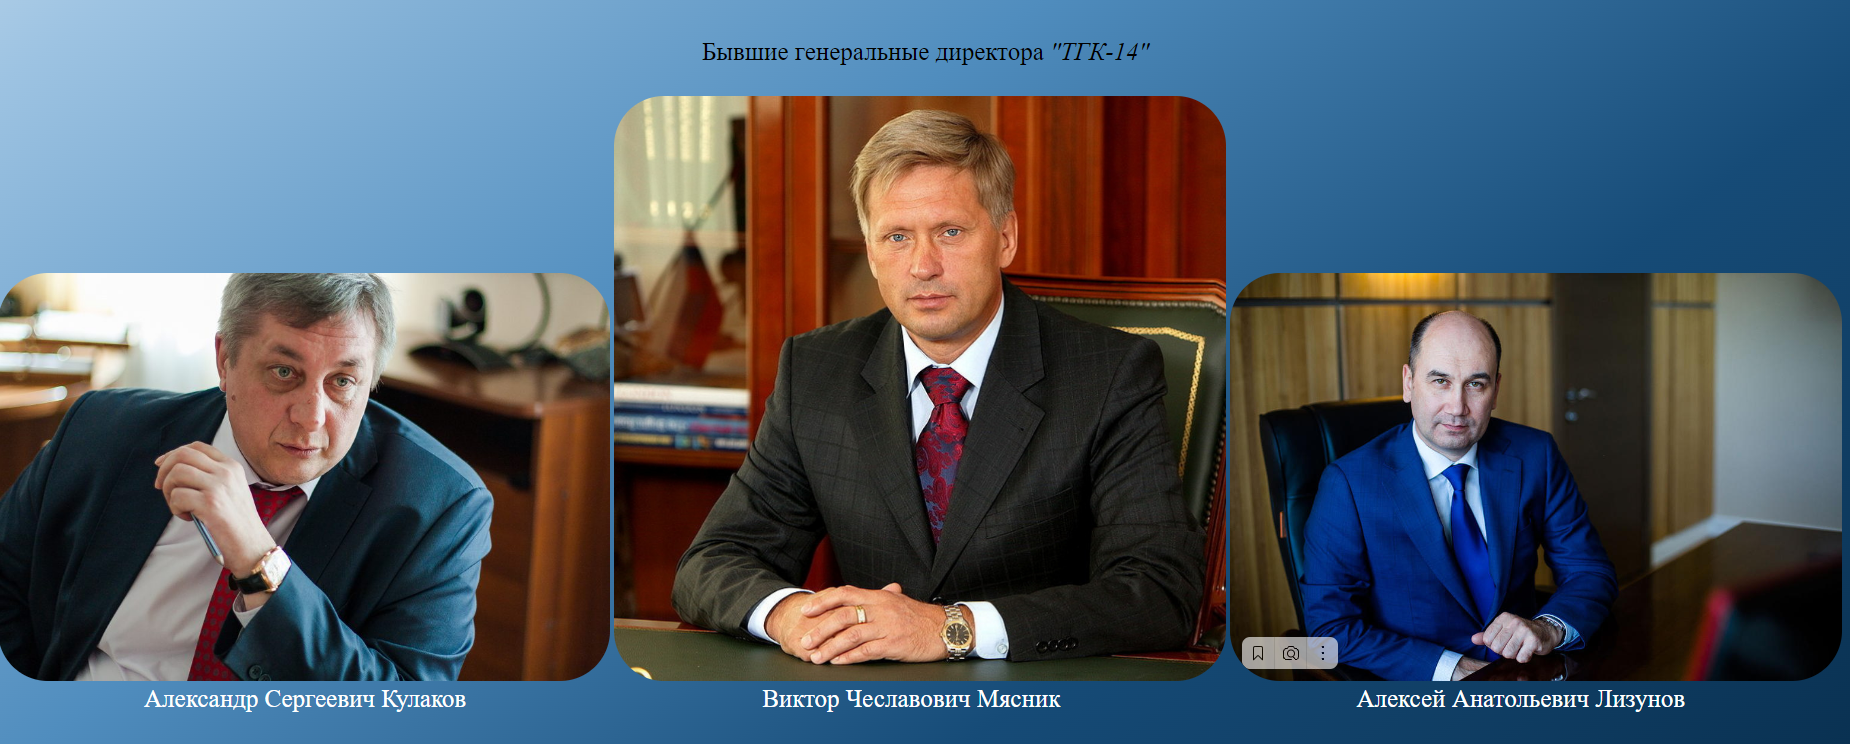 Бывшие генеральные директора "ТГК-14"
Александр Сергеевич Кулаков
Виктор Чеславович Мясник
Алексей Анатольевич Лизунов